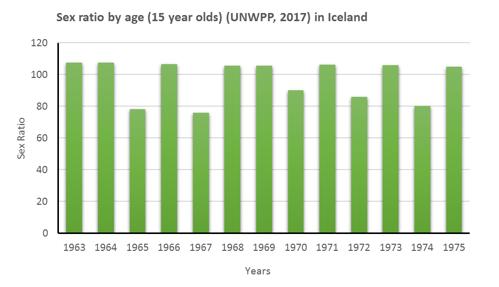 Sex ratio by age (15 year olds) (UNWPP, 2017) in Iceland
120
100
80
60
40
20
0
Sex Ratio
1963 1964 1965 1966 1967 1968 1969 1970 1971 1972 1973 1974 1975
Years